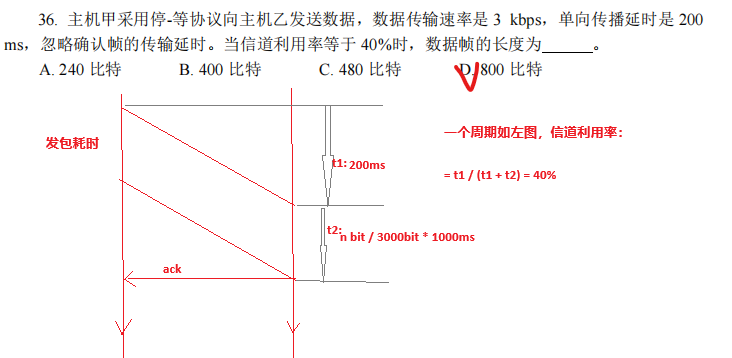 36. 主机甲采用停-等协议向主机乙发送数据，数据传输速率是 3 kbps，单向传播延时是 200
ms，忽略确认帧的传输延时。当信道利用率等于 40%时，数据帧的长度为______。
A. 240 比特 B. 400 比特 C. 480 比特 D. 800 比特
发包耗时
一个周期如左图，信道利用率：
t1: 200ms
= t1 / (t1 + t2) = 40%
t2: n bit / 3000bit * 1000ms
ack